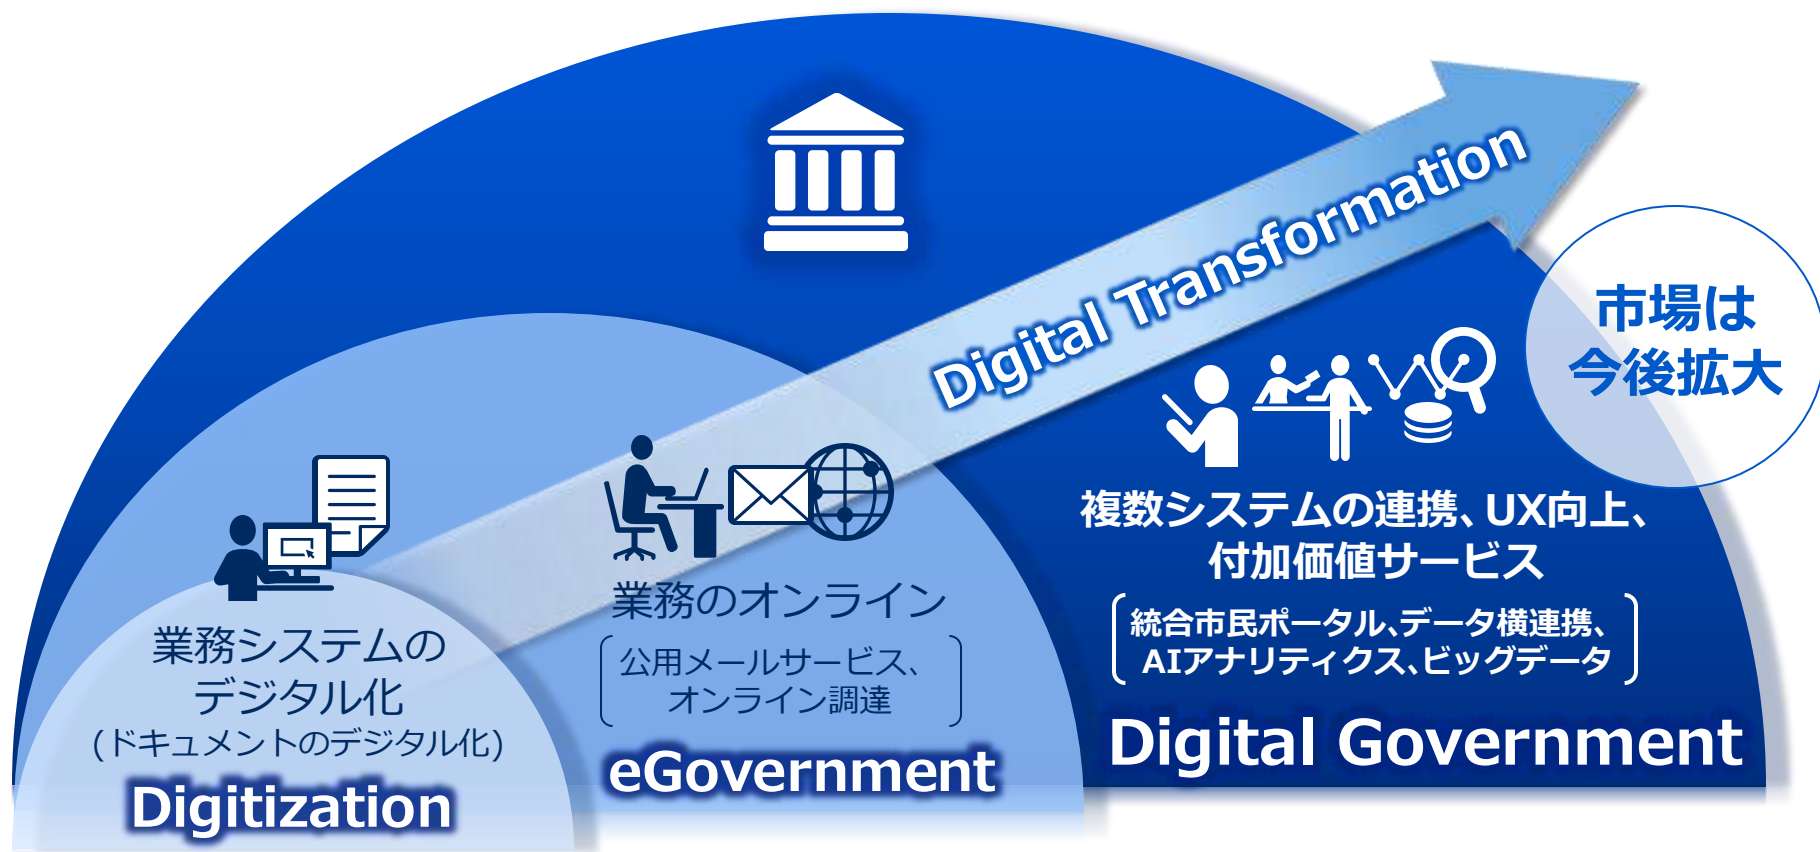 Digital Transformation
市場は
今後拡大
業務システムの
デジタル化
(ドキュメントのデジタル化)
Digitization
業務のオンライン
公用メールサービス、
オンライン調達
eGovernment
複数システムの連携、UX向上、
付加価値サービス
統合市民ポータル、データ横連携、
AIアナリティクス、ビッグデータ
Digital Government